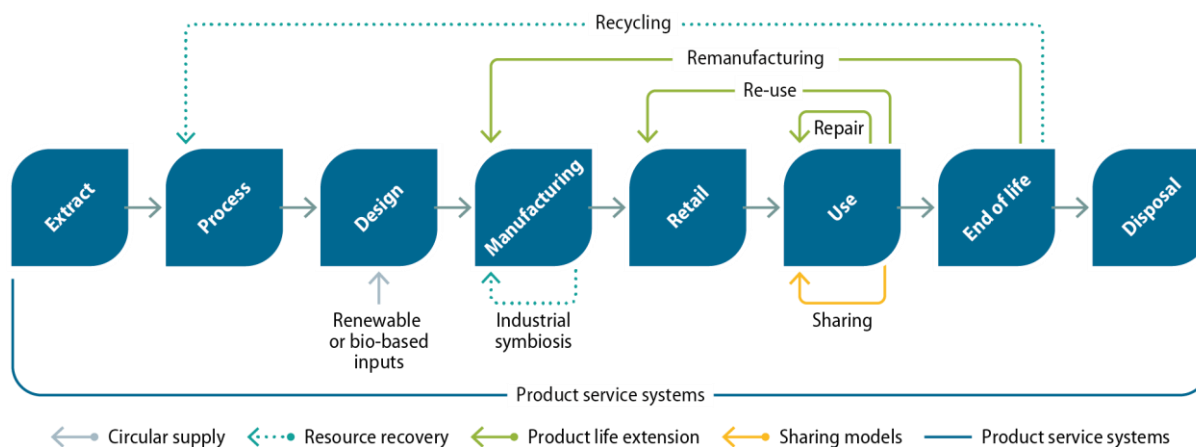 Recycling
Remanufacturing
Re-use
Repair
Extract
Process
Design
Manufacturing
Retail
Use
End of life
Disposal
Renewable
or bio-based
inputs
Industrial
symbiosis
Sharing
Product service systems
Circular supply
Resource recovery
Product life extension
Sharing models
Product service systems